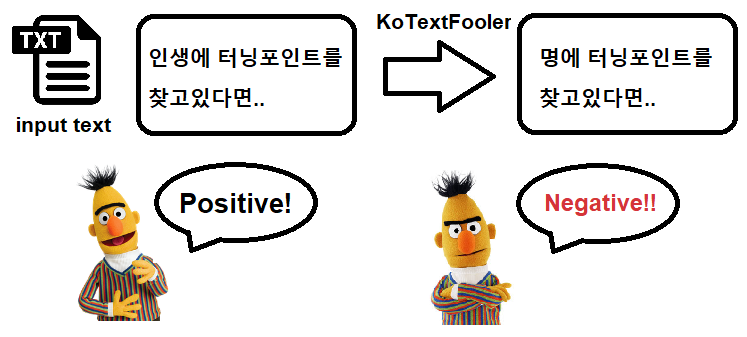 TXT
input text
인생에 터닝포인트를
찾고있다면..
KoTextFooler
명에 터닝포인트를
찾고있다면..
Positive!
Negative!!